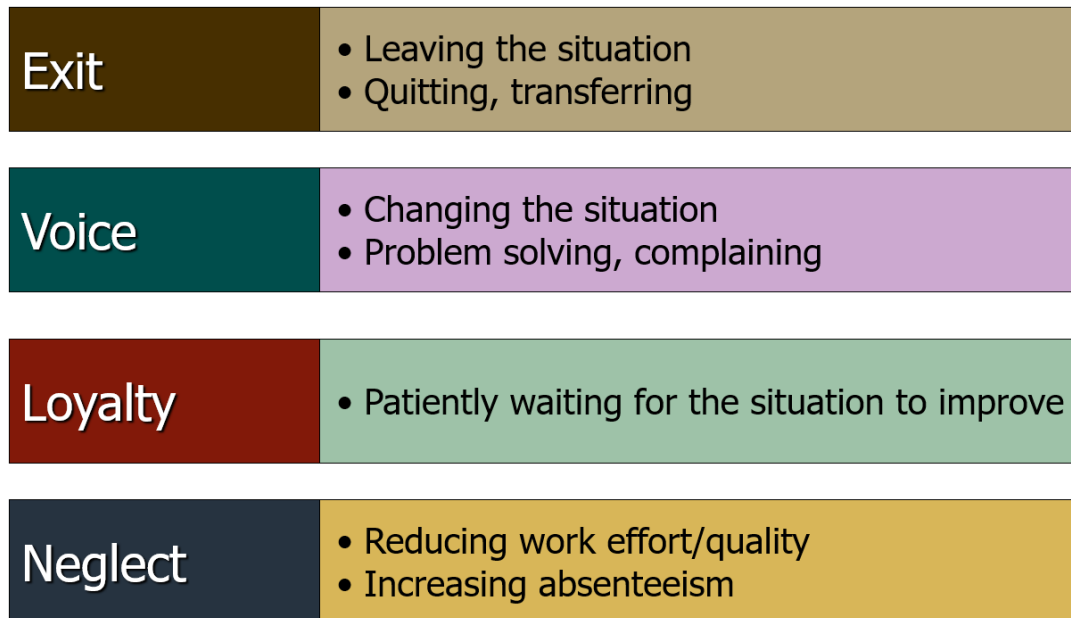 Exit
• Leaving the situation
• Quitting, transferring
Voice
• Changing the situation
• Problem solving, complaining
Loyalty
• Patiently waiting for the situation to improve
Neglect
• Reducing work effort/quality
• Increasing absenteeism